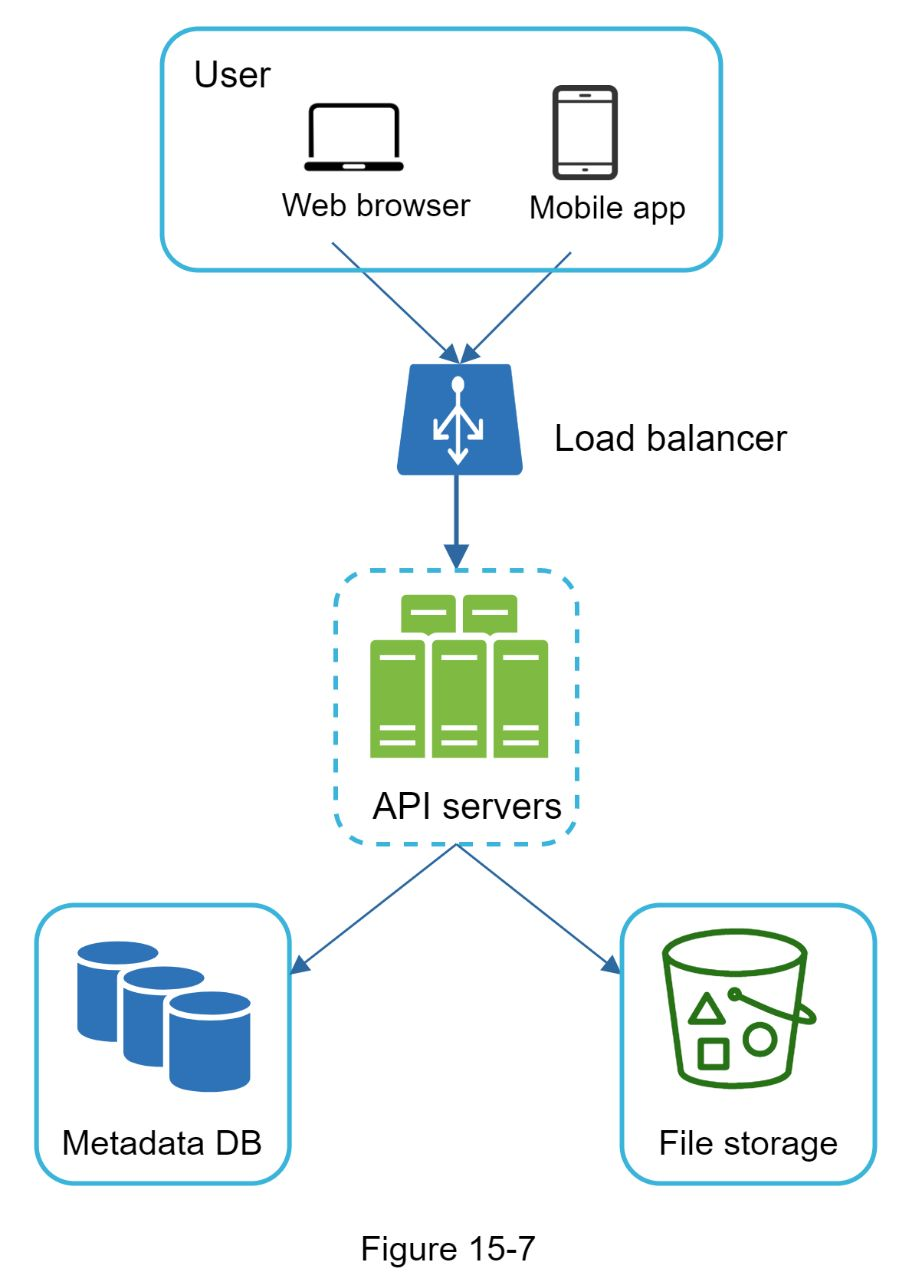 User
Web browser
Mobile app
Load balancer
API servers
Metadata DB
File storage
Figure 15-7